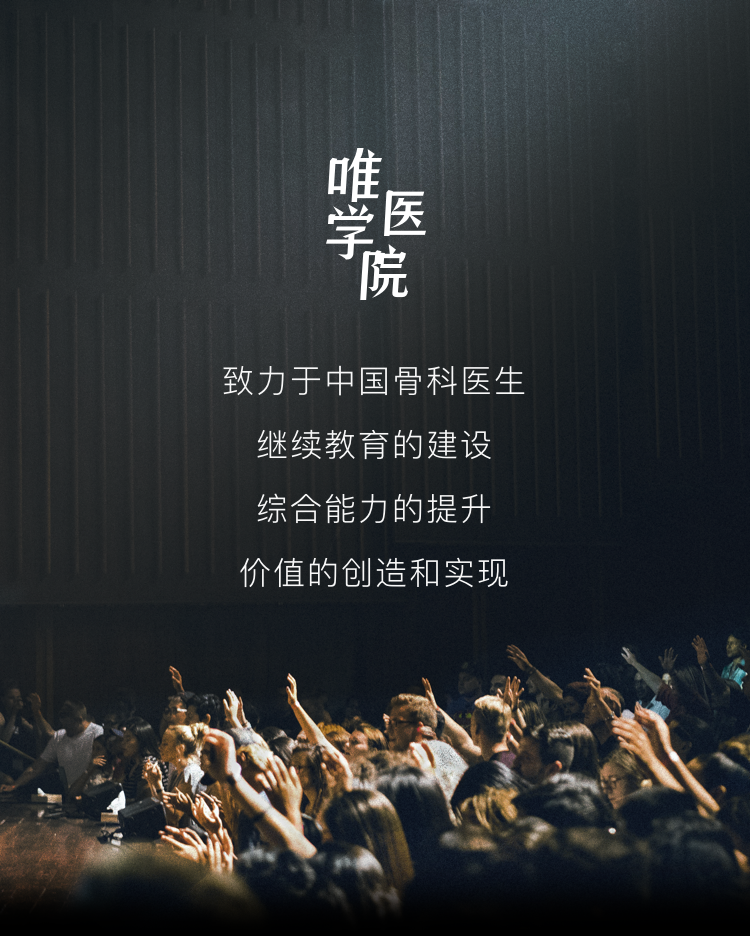 唯医学院
致力于中国骨科医生
继续教育的建设
综合能力的提升
价值的创造和实现